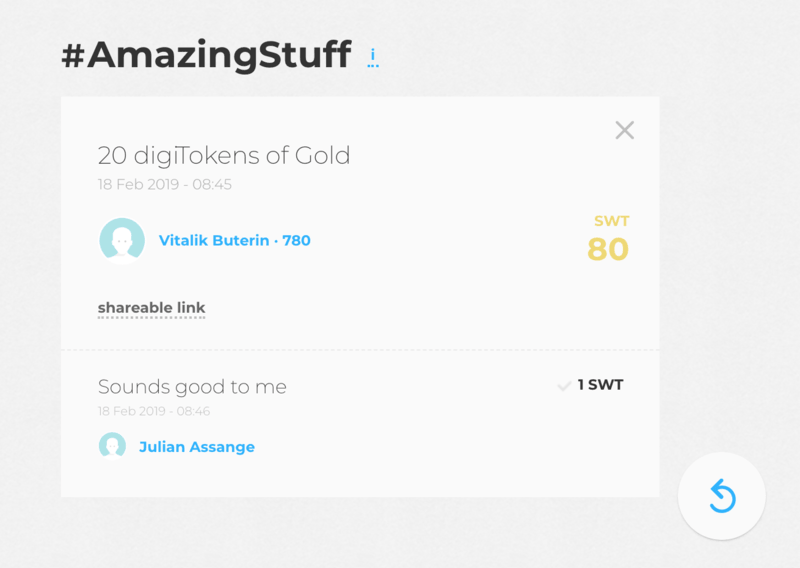 #AmazingStuff i
20 digiTokens of Gold
18 Feb 2019 - 08:45
Vitalik Buterin · 780
SWT
80
shareable link
Sounds good to me
1 SWT
18 Feb 2019 - 08:46
Julian Assange